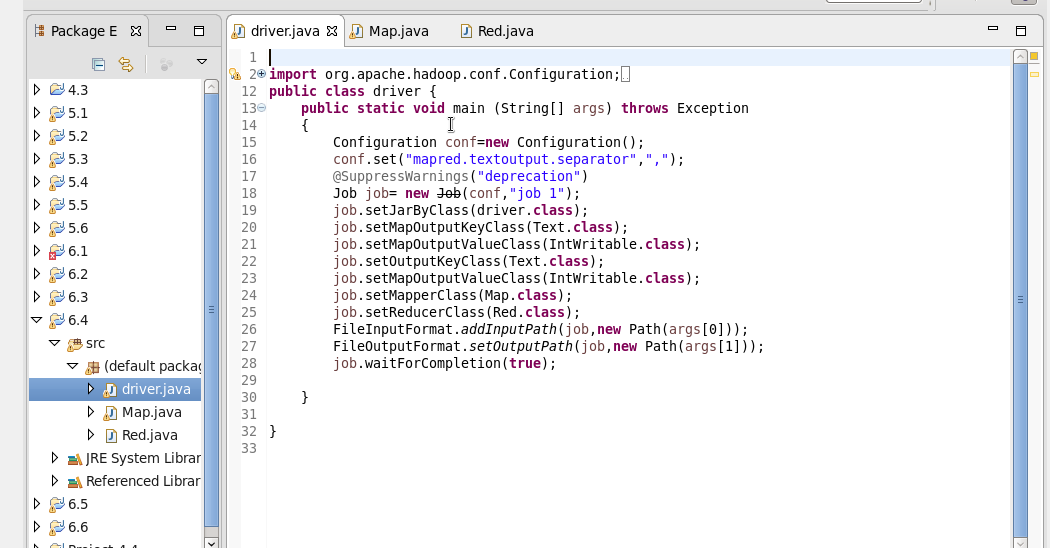 Package E
driver.java
Map.java
Red.java
4.3
5.1
5.2
5.3
5.4
5.5
5.6
6.1
6.2
6.3
6.4
src
(default packag
driver.java
Map.java
Red.java
JRE System Librar
Referenced Librar
6.5
6.6
Project 4.4
1
2 import org.apache.hadoop.conf.Configuration;
12 public class driver {
13 public static void main (String[] args) throws Exception
14 {
15 Configuration conf=new Configuration();
16 conf.set("mapred.textoutput.separator",",");
17 @SuppressWarnings("deprecation")
18 Job job= new Job(conf,"job 1");
19 job.setJarByClass(driver.class);
20 job.setMapOutputKeyClass(Text.class);
21 job.setMapOutputValueClass(IntWritable.class);
22 job.setOutputKeyClass(Text.class);
23 job.setMapOutputValueClass(IntWritable.class);
24 job.setMapperClass(Map.class);
25 job.setReducerClass(Red.class);
26 FileInputFormat.addInputPath(job,new Path(args[0]));
27 FileOutputFormat.setOutputPath(job,new Path(args[1]));
28 job.waitForCompletion(true);
29
30 }
31
32 }
33